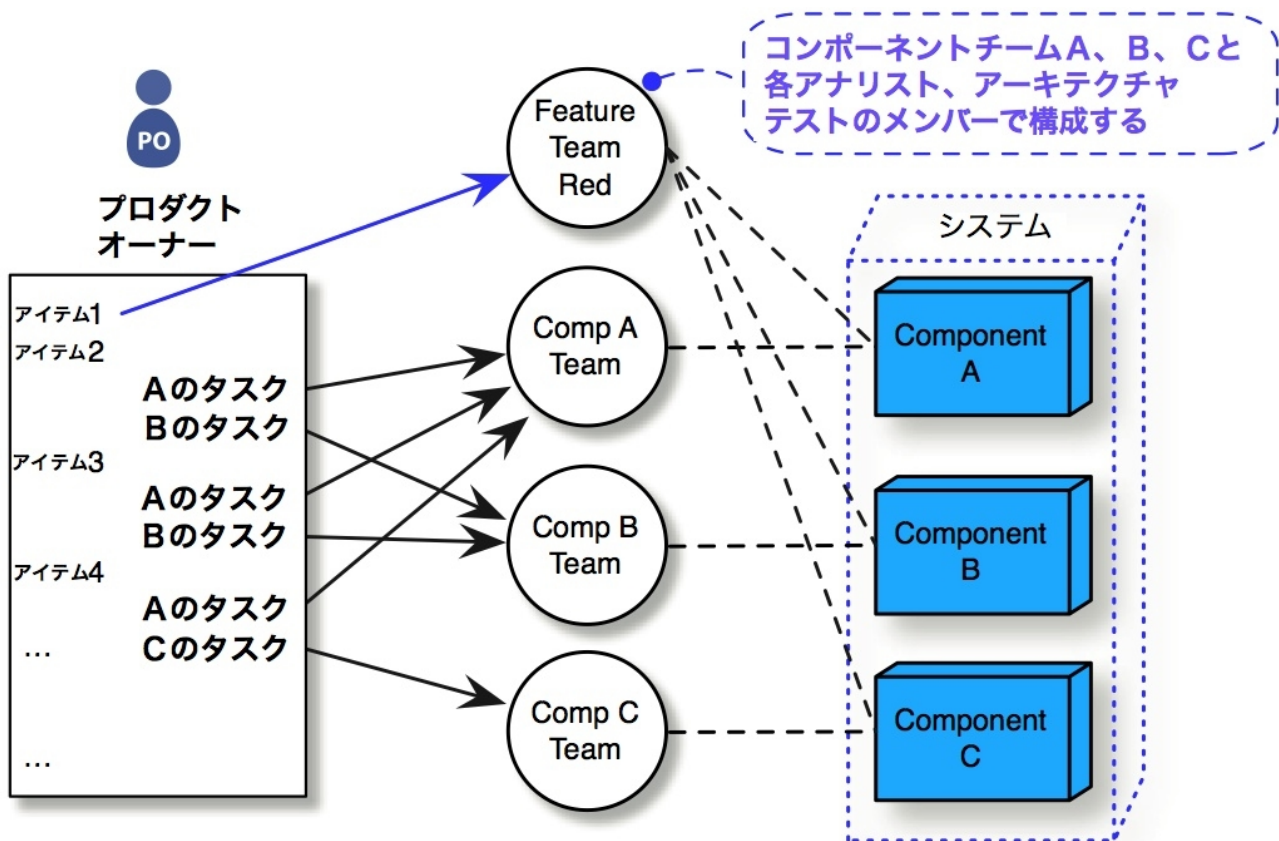 コンポーネントチームA、B、Cと
各アナリスト、アーキテクチャ
テストのメンバーで構成する
PO
プロダクト
オーナー
Feature
Team
Red
システム
アイテム1
アイテム2
Aのタスク
Bのタスク
アイテム3
Aのタスク
Bのタスク
アイテム4
Aのタスク
...
Cのタスク
...
Comp A
Team
Comp B
Team
Comp C
Team
Component
A
Component
B
Component
C